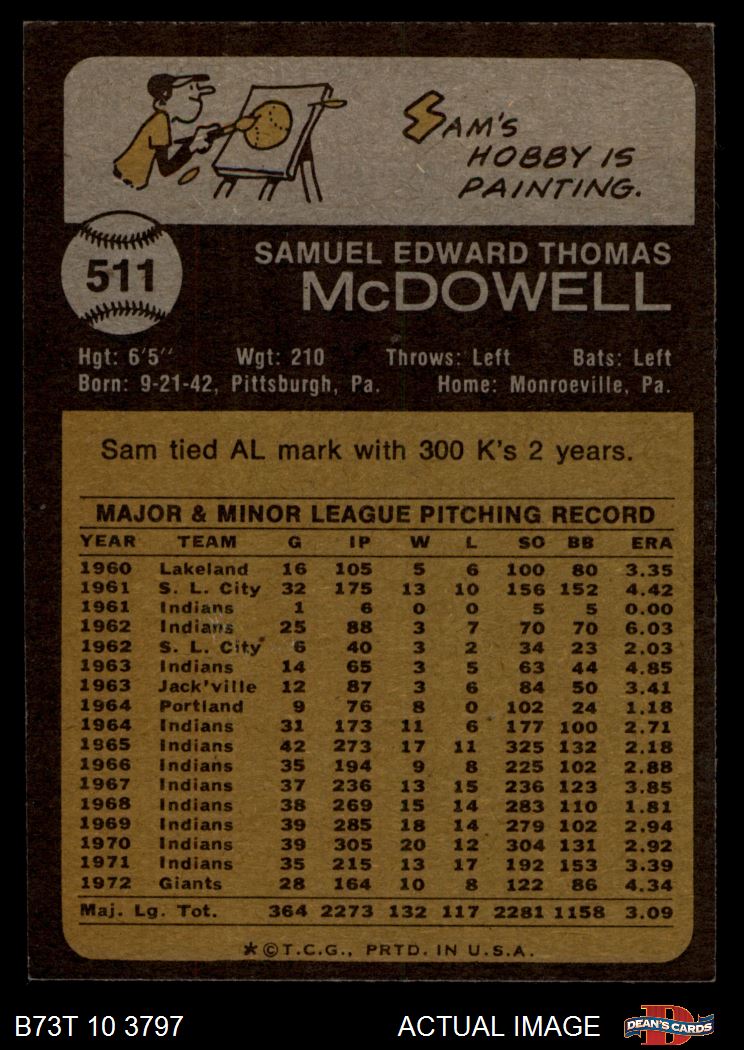 SAM'S
HOBBY IS
PAINTING.
511
SAMUEL EDWARD THOMAS
McDOWELL
Hgt: 6'5" Wgt: 210 Throws: Left Bats: Left
Born: 9-21-42, Pittsburgh, Pa. Home: Monroeville, Pa.
Sam tied AL mark with 300 K's 2 years.
MAJOR & MINOR LEAGUE PITCHING RECORD
YEAR TEAM G IP W L SO BB ERA
1960 Lakeland 16 105 5 6 100 80 3.35
1961 S. L. City 32 175 13 10 156 152 4.42
1961 Indians 1 6 0 0 5 5 0.00
1962 Indians 25 88 3 7 70 70 6.03
1962 S. L. City 6 40 3 2 34 23 2.03
1963 Indians 14 65 3 5 63 44 4.85
1963 Jack'ville 12 87 3 6 84 50 3.41
1964 Portland 9 76 8 0 102 24 1.18
1964 Indians 31 173 11 6 177 100 2.71
1965 Indians 42 273 17 11 325 132 2.18
1966 Indians 35 194 9 8 225 102 2.88
1967 Indians 37 236 13 15 236 123 3.85
1968 Indians 38 269 15 14 283 110 1.81
1969 Indians 39 285 18 14 279 102 2.94
1970 Indians 39 305 20 12 304 131 2.92
1971 Indians 35 215 13 17 192 153 3.39
1972 Giants 28 164 10 8 122 86 4.34
Maj. Lg. Tot. 364 2273 132 117 2281 1158 3.09
*©T.C.G., PRTD. IN U.S.A.
B73T 10 3797 ACTUAL IMAGE
D
DEAN'S CARDS